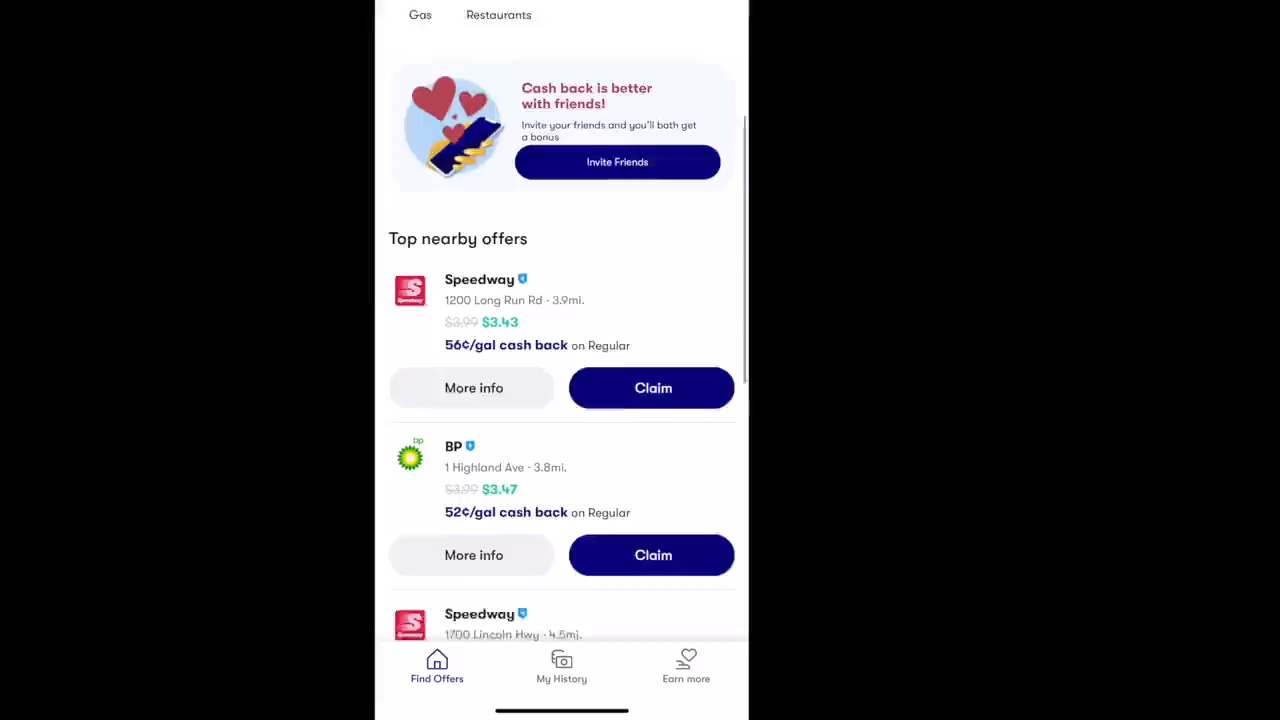 Gas
Restaurants
Cash back is better
with friends!
Invite your friends and you'll both get
a bonus
Invite Friends
Top nearby offers
Speedway
Speedway
1200 Long Run Rd · 3.9mi.
$3.99 $3.43
56¢/gal cash back on Regular
More info
Claim
bp
BP
1 Highland Ave · 3.8mi.
$3.99 $3.47
52¢/gal cash back on Regular
More info
Claim
Speedway
Speedway
1700 Lincoln Hwy · 4.5mi.
Find Offers
My History
Earn more